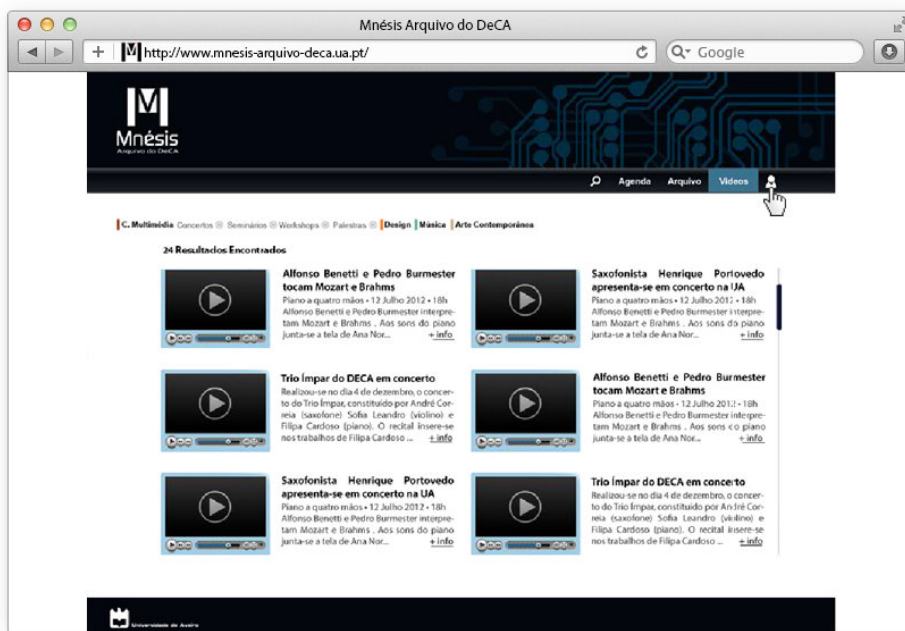 Mnésis Arquivo do DeCA
http://www.mnesis-arquivo-deca.ua.pt/
Google
M
Mnésis
Arquivo do DeCA
Agenda Arquivo Vídeos
C. Multimédia Concertos Seminários Workshops Palestras Design Música Arte Contemporânea
24 Resultados Encontrados
Alfonso Benetti e Pedro Burmester
tocam Mozart e Brahms
Piano a quatro mãos • 12 Julho 2012 • 18h
Alfonso Benetti e Pedro Burmester interpre-
tam Mozart e Brahms . Aos sons do piano
junta-se a tela de Ana Nor... + info
Saxofonista Henrique Portovedo
apresenta-se em concerto na UA
Piano a quatro mãos • 12 Julho 2012 • 18h
Alfonso Benetti e Pedro Burmester interpre-
tam Mozart e Brahms . Aos sons do piano
junta-se a tela de Ana Nor... + info
Trio Ímpar do DECA em concerto
Realizou-se no dia 4 de dezembro, o concer-
to do Trio Ímpar, constituído por André Cor-
reia (saxofone) Sofia Leandro (violino) e
Filipa Cardoso (piano). O recital insere-se
nos trabalhos de Filipa Cardoso ... + info
Alfonso Benetti e Pedro Burmester
tocam Mozart e Brahms
Piano a quatro mãos • 12 Julho 2012 • 18h
Alfonso Benetti e Pedro Burmester interpre-
tam Mozart e Brahms . Aos sons do piano
junta-se a tela de Ana Nor... + info
Saxofonista Henrique Portovedo
apresenta-se em concerto na UA
Piano a quatro mãos • 12 Julho 2012 • 18h
Alfonso Benetti e Pedro Burmester interpre-
tam Mozart e Brahms . Aos sons do piano
junta-se a tela de Ana Nor... + info
Trio Ímpar do DECA em concerto
Realizou-se no dia 4 de dezembro, o concer-
to do Trio Ímpar, constituído por André Cor-
reia (saxofone) Sofia Leandro (violino) e
Filipa Cardoso (piano). O recital insere-se
nos trabalhos de Filipa Cardoso ... + info
Universidade de Aveiro